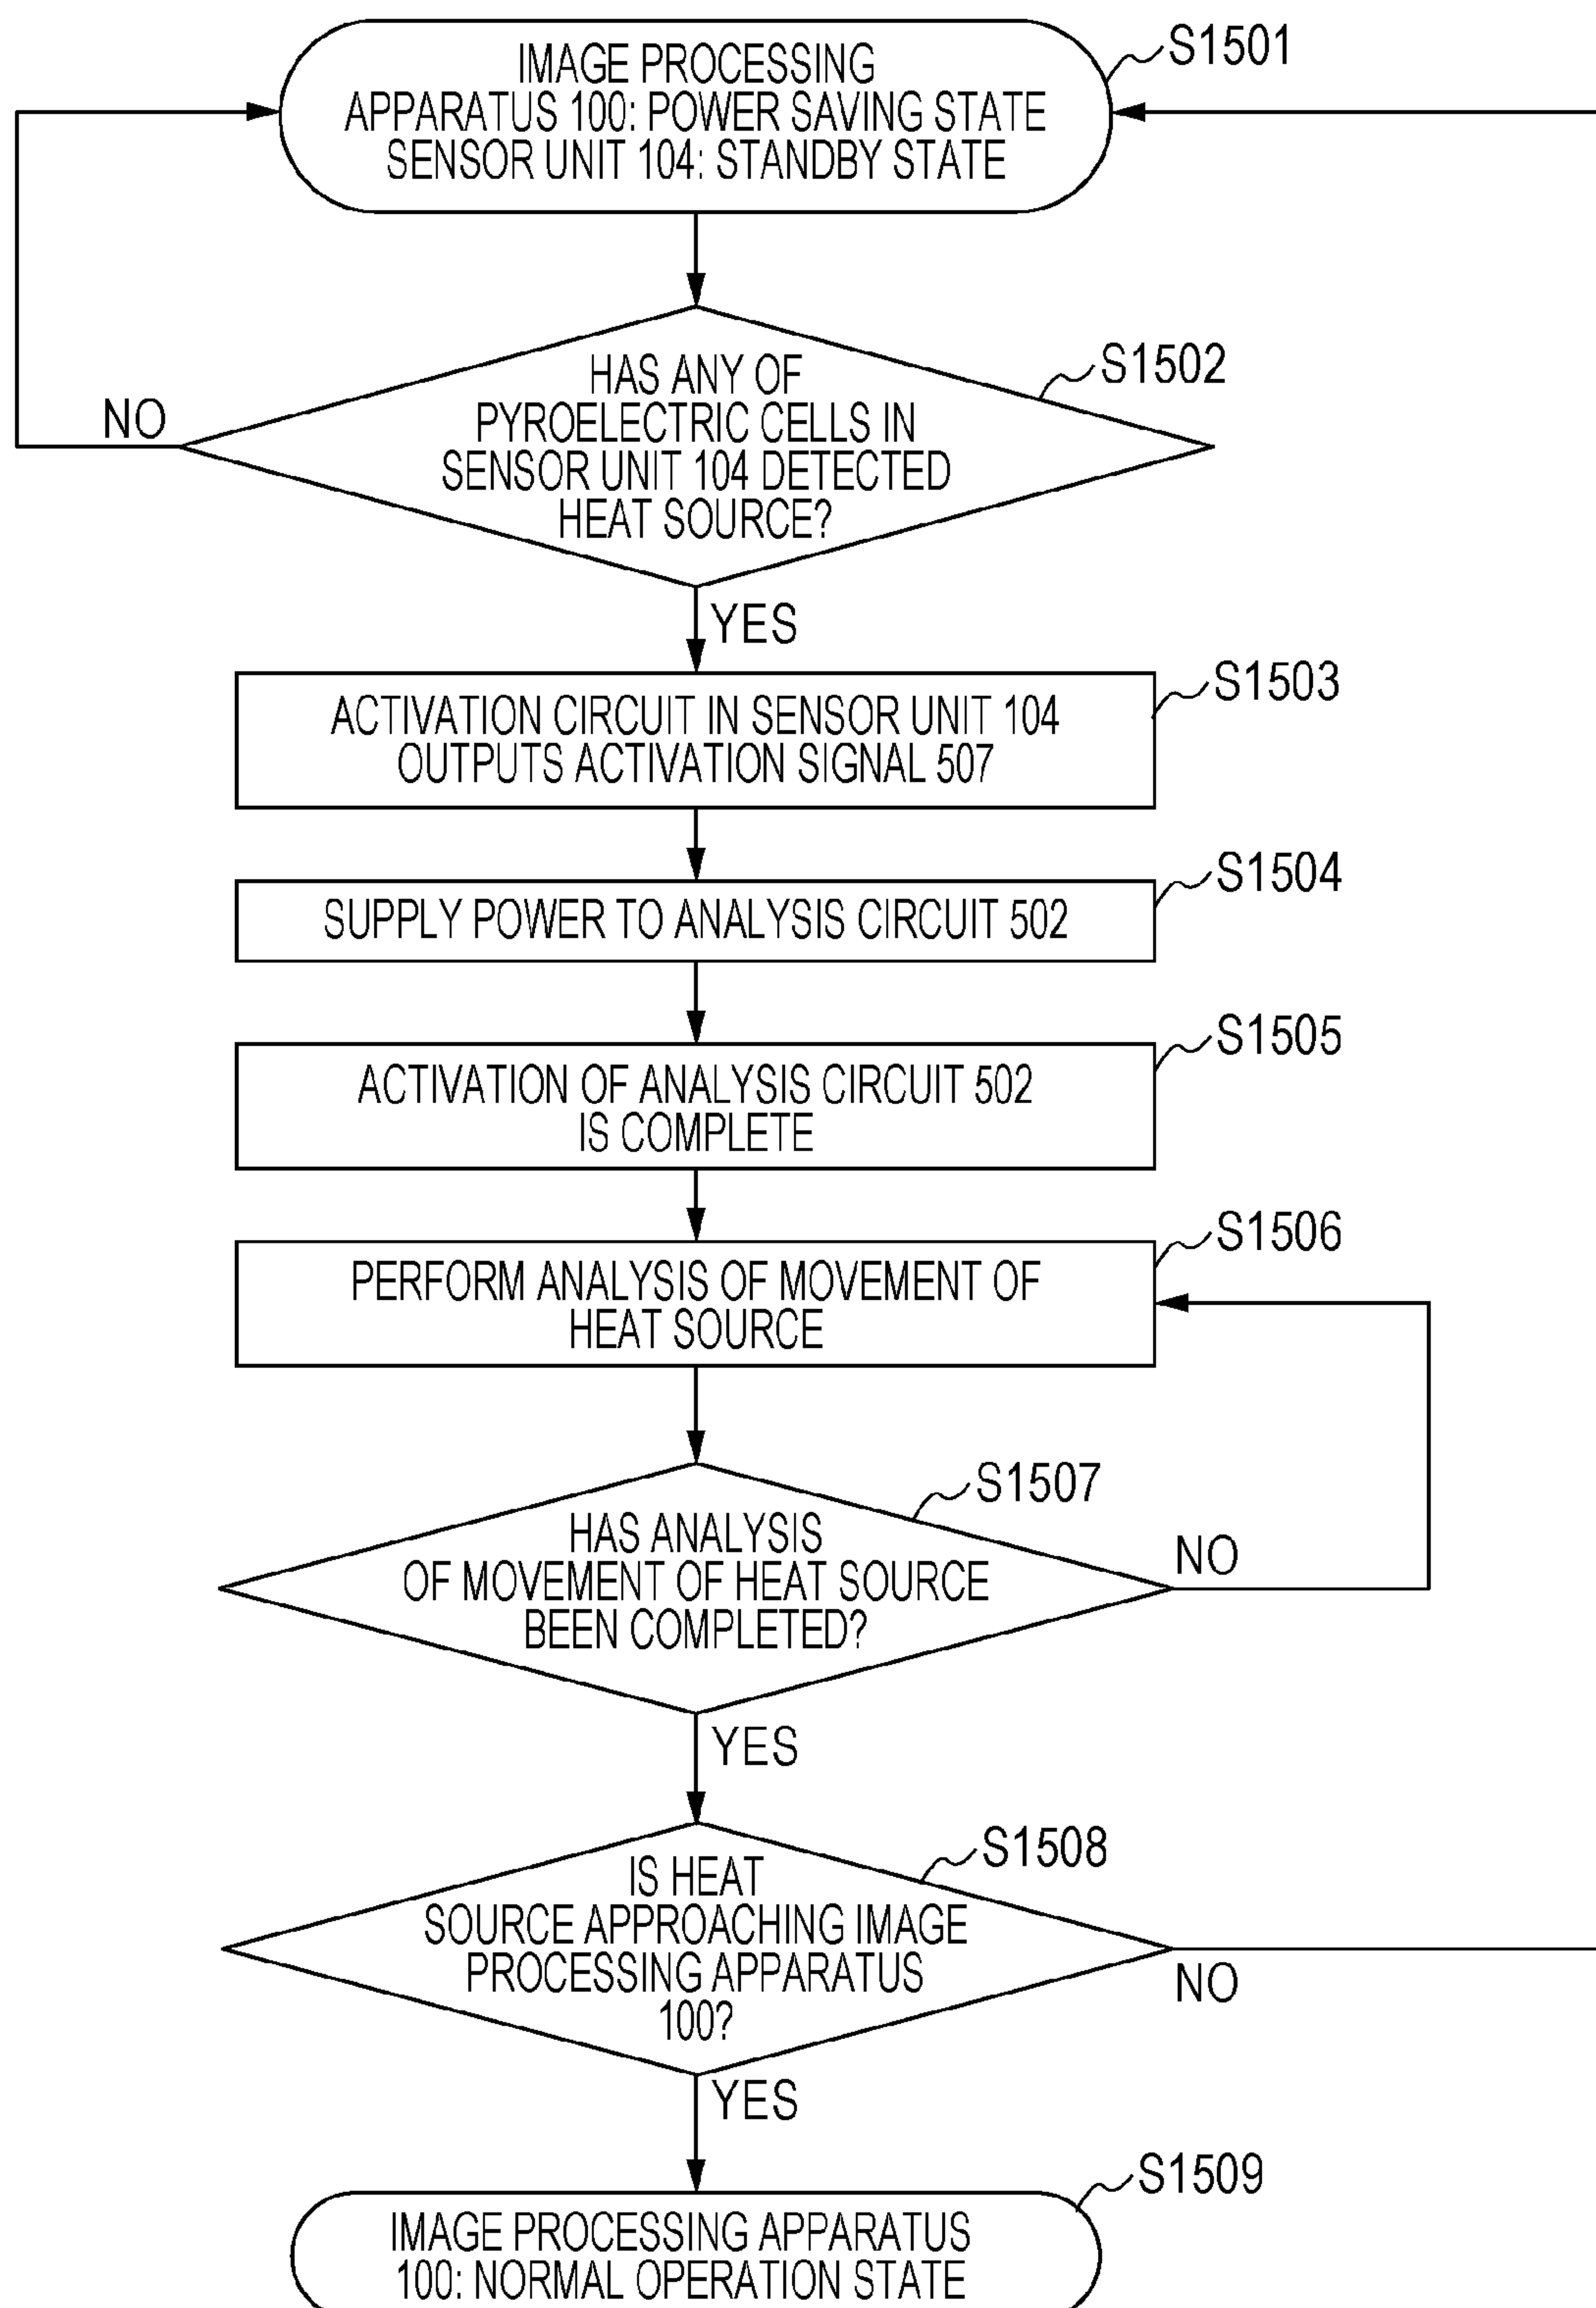 S1501
IMAGE PROCESSING
APPARATUS 100: POWER SAVING STATE
SENSOR UNIT 104: STANDBY STATE
S1502
HAS ANY OF
PYROELECTRIC CELLS IN
SENSOR UNIT 104 DETECTED
HEAT SOURCE?
NO
YES
S1503
ACTIVATION CIRCUIT IN SENSOR UNIT 104
OUTPUTS ACTIVATION SIGNAL 507
S1504
SUPPLY POWER TO ANALYSIS CIRCUIT 502
S1505
ACTIVATION OF ANALYSIS CIRCUIT 502
IS COMPLETE
S1506
PERFORM ANALYSIS OF MOVEMENT OF
HEAT SOURCE
S1507
HAS ANALYSIS
OF MOVEMENT OF HEAT SOURCE
BEEN COMPLETED?
NO
YES
S1508
IS HEAT
SOURCE APPROACHING IMAGE
PROCESSING APPARATUS
100?
NO
YES
S1509
IMAGE PROCESSING APPARATUS
100: NORMAL OPERATION STATE